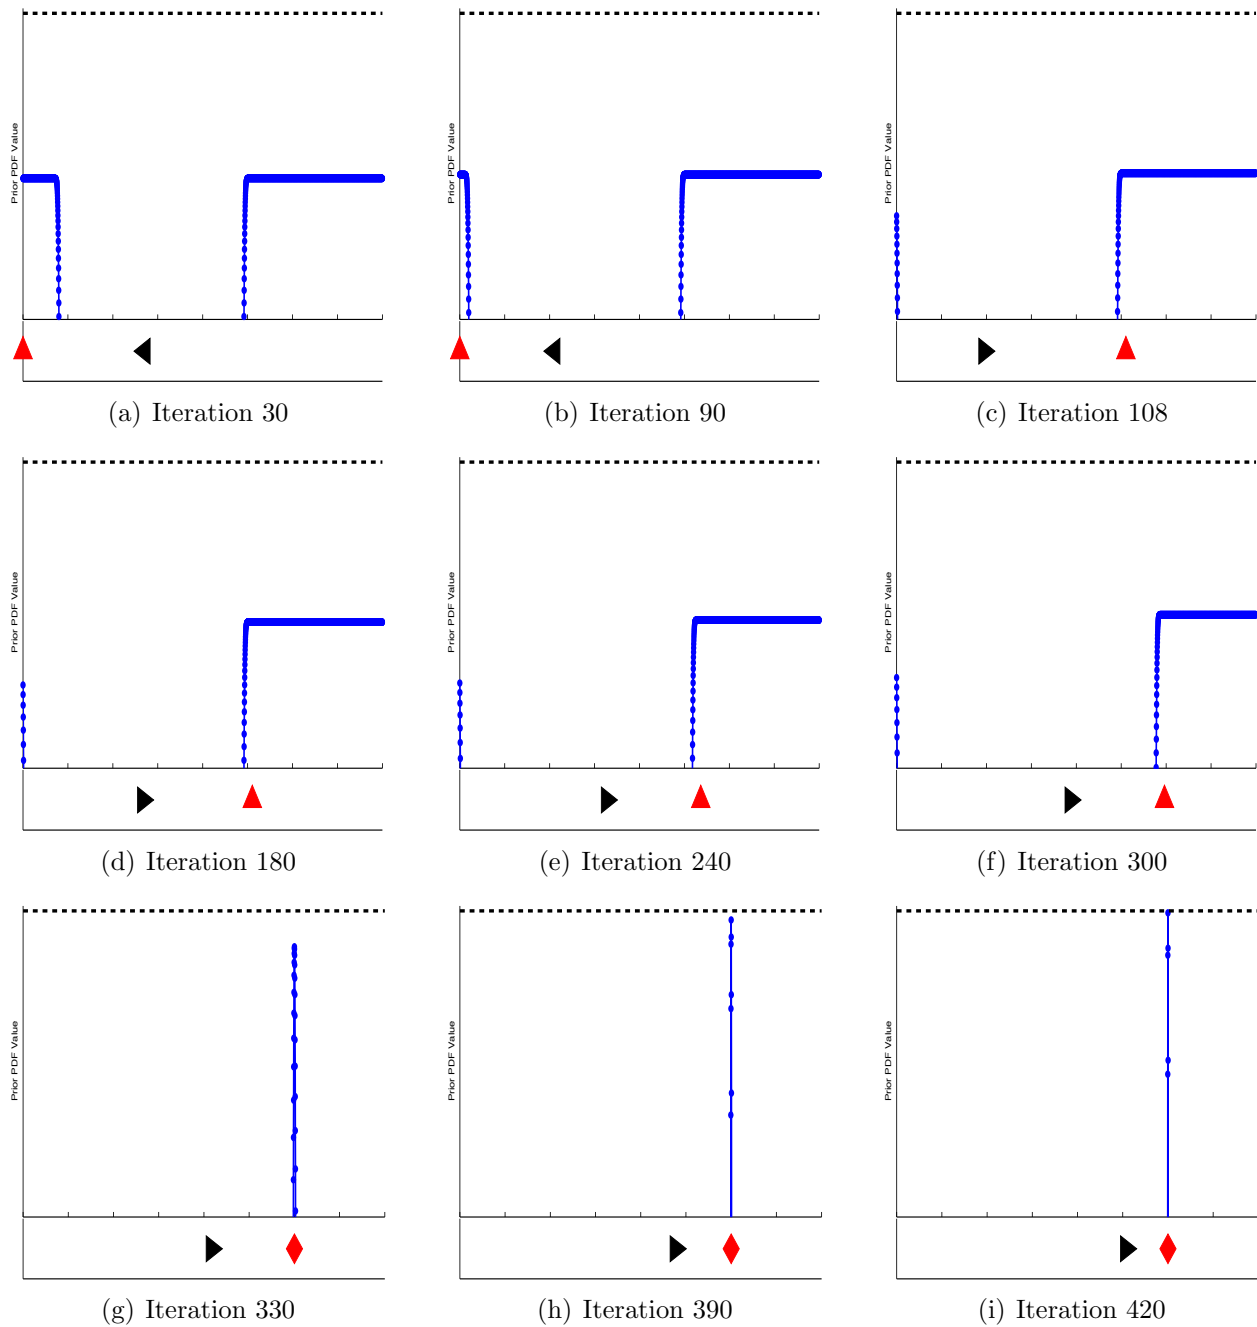 Prior PDF Value
Prior PDF Value
Prior PDF Value
(a) Iteration 30
(b) Iteration 90
(c) Iteration 108
Prior PDF Value
Prior PDF Value
Prior PDF Value
(d) Iteration 180
(e) Iteration 240
(f) Iteration 300
Prior PDF Value
Prior PDF Value
Prior PDF Value
(g) Iteration 330
(h) Iteration 390
(i) Iteration 420